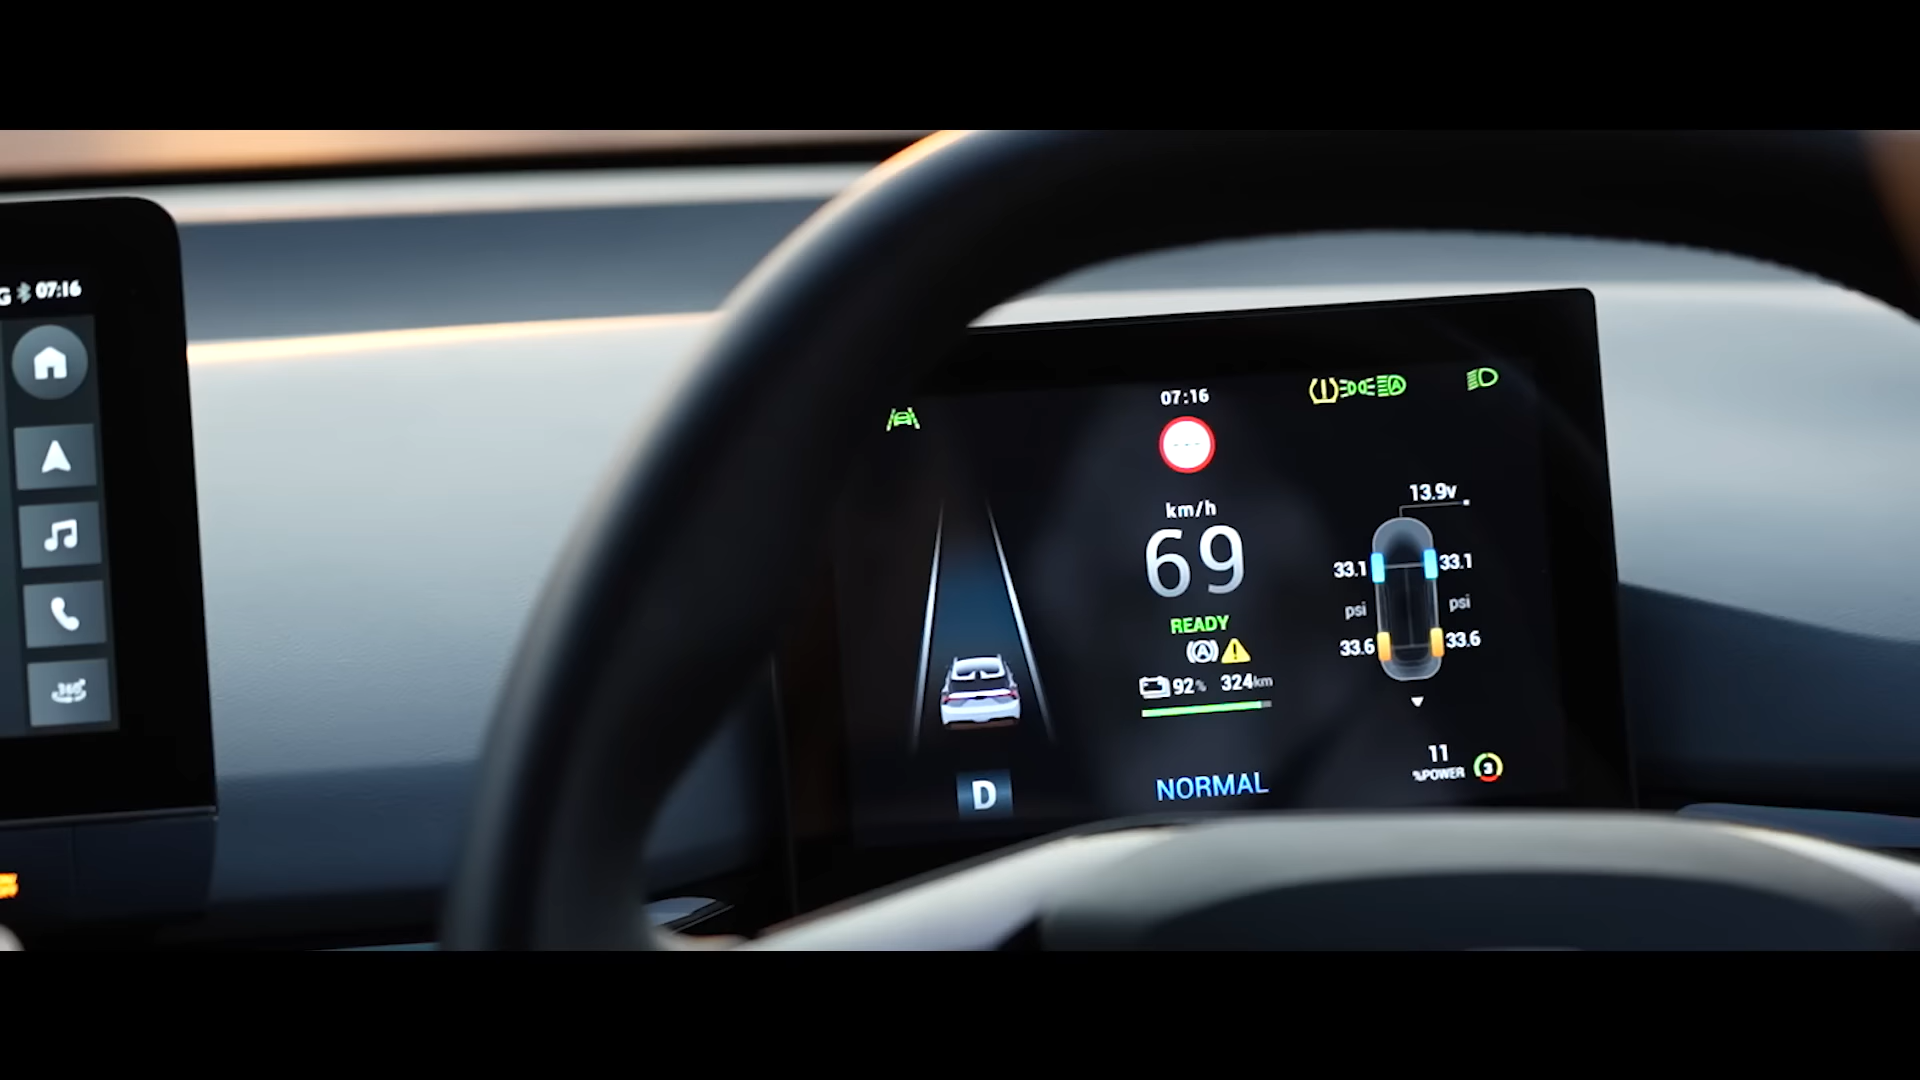 G 07:16
360°
07:16
---
A
km/h
69
READY
A
92% 324km
D
NORMAL
13.9v
33.1 33.1
psi psi
33.6 33.6
11
%POWER 3